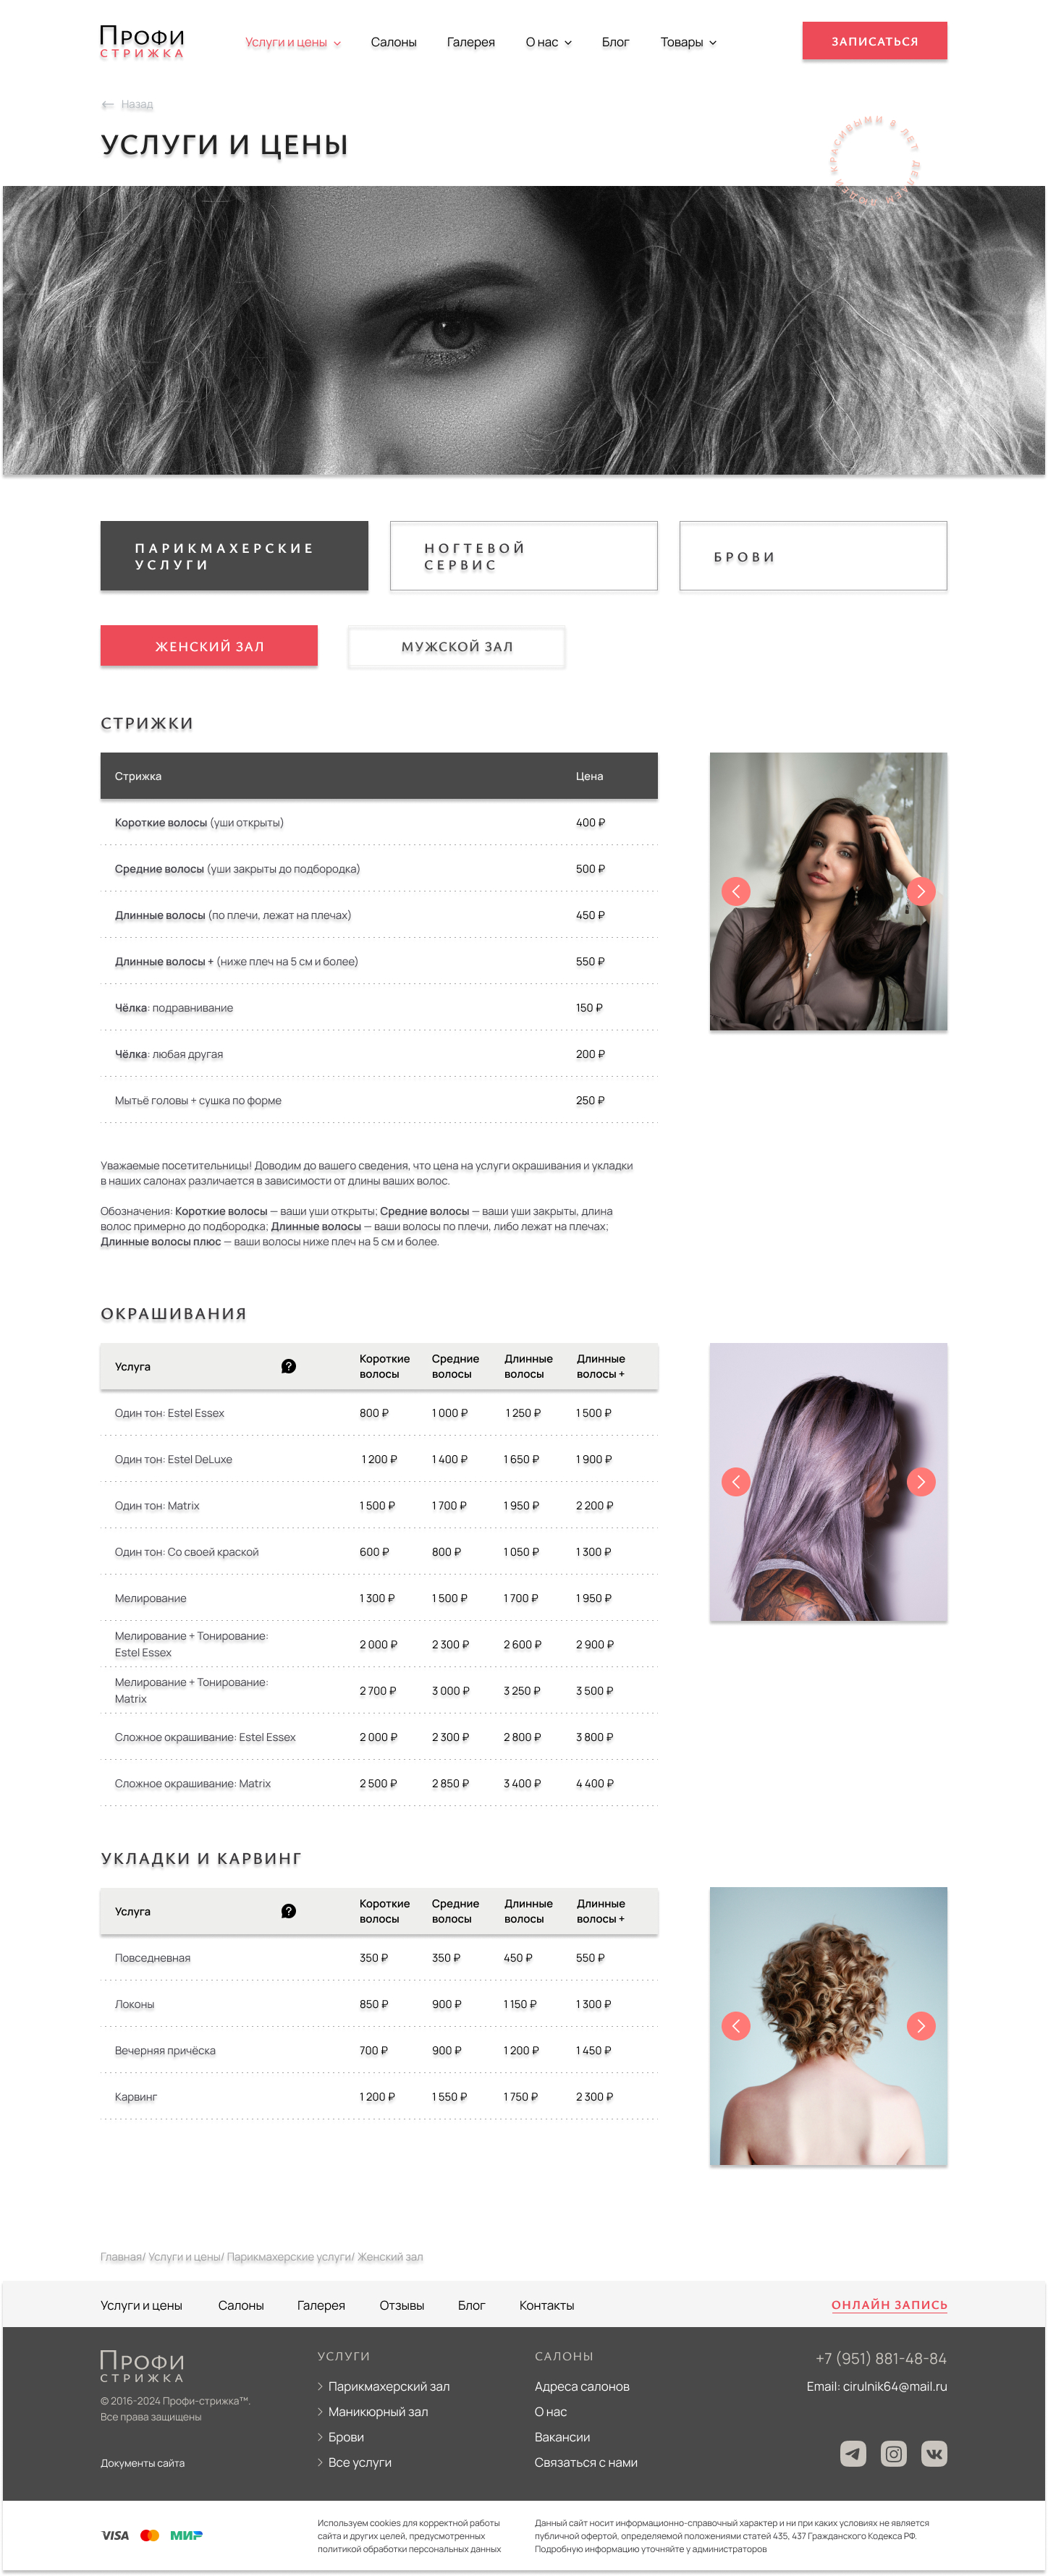 ПРОФИ
СТРИЖКА
Услуги и цены
Салоны
Галерея
О нас
Блог
Товары
ЗАПИСАТЬСЯ
Назад
УСЛУГИ И ЦЕНЫ
ДЕЛАЕМ ЛЮДЕЙ КРАСИВЫМИ 8 ЛЕТ
ПАРИКМАХЕРСКИЕ
УСЛУГИ
НОГТЕВОЙ
СЕРВИС
БРОВИ
ЖЕНСКИЙ ЗАЛ
МУЖСКОЙ ЗАЛ
СТРИЖКИ
Стрижка Цена
Короткие волосы (уши открыты) 400 ₽
Средние волосы (уши закрыты до подбородка) 500 ₽
Длинные волосы (по плечи, лежат на плечах) 450 ₽
Длинные волосы + (ниже плеч на 5 см и более) 550 ₽
Чёлка: подравнивание 150 ₽
Чёлка: любая другая 200 ₽
Мытьё головы + сушка по форме 250 ₽
Уважаемые посетительницы! Доводим до вашего сведения, что цена на услуги окрашивания и укладки
в наших салонах различается в зависимости от длины ваших волос.
Обозначения: Короткие волосы — ваши уши открыты; Средние волосы — ваши уши закрыты, длина
волос примерно до подбородка; Длинные волосы — ваши волосы по плечи, либо лежат на плечах;
Длинные волосы плюс — ваши волосы ниже плеч на 5 см и более.
ОКРАШИВАНИЯ
Услуга ?
Короткие
волосы
Средние
волосы
Длинные
волосы
Длинные
волосы +
Один тон: Estel Essex 800 ₽ 1 000 ₽ 1 250 ₽ 1 500 ₽
Один тон: Estel DeLuxe 1 200 ₽ 1 400 ₽ 1 650 ₽ 1 900 ₽
Один тон: Matrix 1 500 ₽ 1 700 ₽ 1 950 ₽ 2 200 ₽
Один тон: Со своей краской 600 ₽ 800 ₽ 1 050 ₽ 1 300 ₽
Мелирование 1 300 ₽ 1 500 ₽ 1 700 ₽ 1 950 ₽
Мелирование + Тонирование:
Estel Essex
2 000 ₽ 2 300 ₽ 2 600 ₽ 2 900 ₽
Мелирование + Тонирование:
Matrix
2 700 ₽ 3 000 ₽ 3 250 ₽ 3 500 ₽
Сложное окрашивание: Estel Essex 2 000 ₽ 2 300 ₽ 2 800 ₽ 3 800 ₽
Сложное окрашивание: Matrix 2 500 ₽ 2 850 ₽ 3 400 ₽ 4 400 ₽
УКЛАДКИ И КАРВИНГ
Услуга ?
Короткие
волосы
Средние
волосы
Длинные
волосы
Длинные
волосы +
Повседневная 350 ₽ 350 ₽ 450 ₽ 550 ₽
Локоны 850 ₽ 900 ₽ 1 150 ₽ 1 300 ₽
Вечерняя причёска 700 ₽ 900 ₽ 1 200 ₽ 1 450 ₽
Карвинг 1 200 ₽ 1 550 ₽ 1 750 ₽ 2 300 ₽
Главная/ Услуги и цены/ Парикмахерские услуги/ Женский зал
Услуги и цены
Салоны
Галерея
Отзывы
Блог
Контакты
ОНЛАЙН ЗАПИСЬ
ПРОФИ
СТРИЖКА
© 2016-2024 Профи-стрижка™.
Все права защищены
Документы сайта
УСЛУГИ
Парикмахерский зал
Маникюрный зал
Брови
Все услуги
САЛОНЫ
Адреса салонов
О нас
Вакансии
Связаться с нами
+7 (951) 881-48-84
Email: cirulnik64@mail.ru
VISA
МИР
Используем cookies для корректной работы
сайта и других целей, предусмотренных
политикой обработки персональных данных
Данный сайт носит информационно-справочный характер и ни при каких условиях не является
публичной офертой, определяемой положениями статей 435, 437 Гражданского Кодекса РФ.
Подробную информацию уточняйте у администраторов